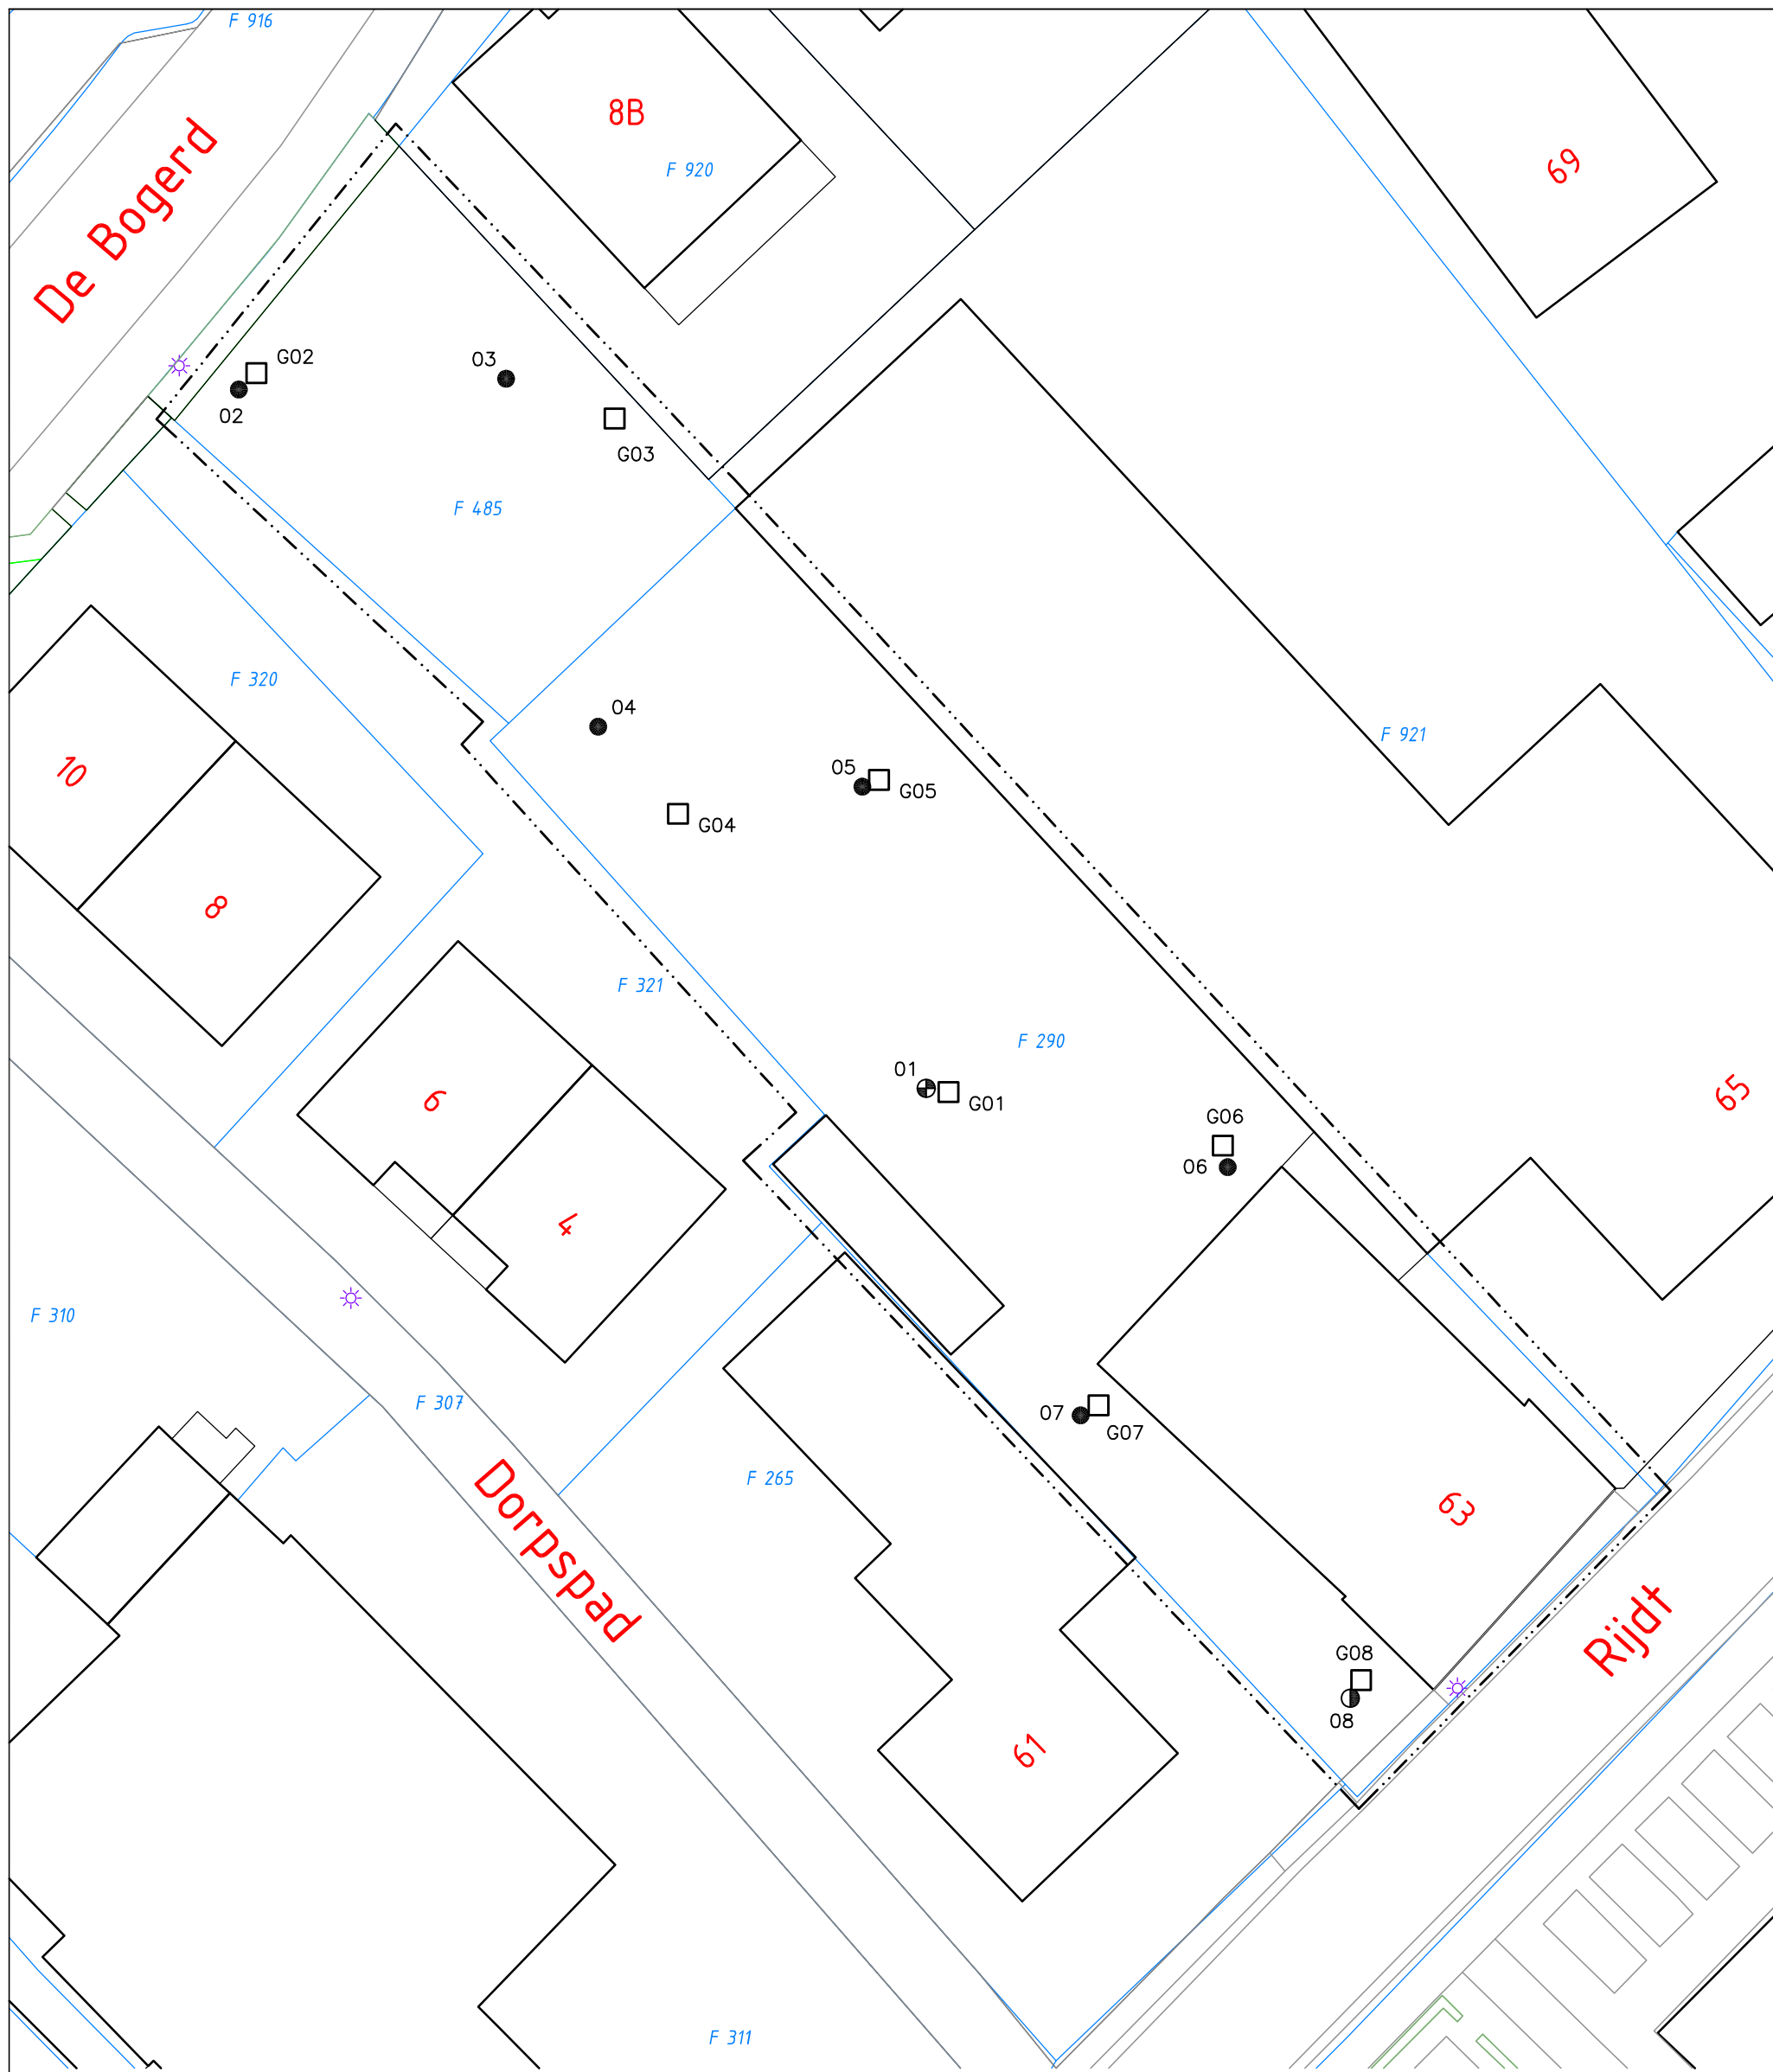 F 916
8B
F 920
69
De Bogerd
G02
02
03
G03
F 485
F 320
04
05
G05
G04
F 921
10
8
F 321
F 290
01
G01
G06
06
65
6
4
F 310
F 307
07
G07
F 265
Dorpspad
63
Rijdt
G08
08
61
F 311